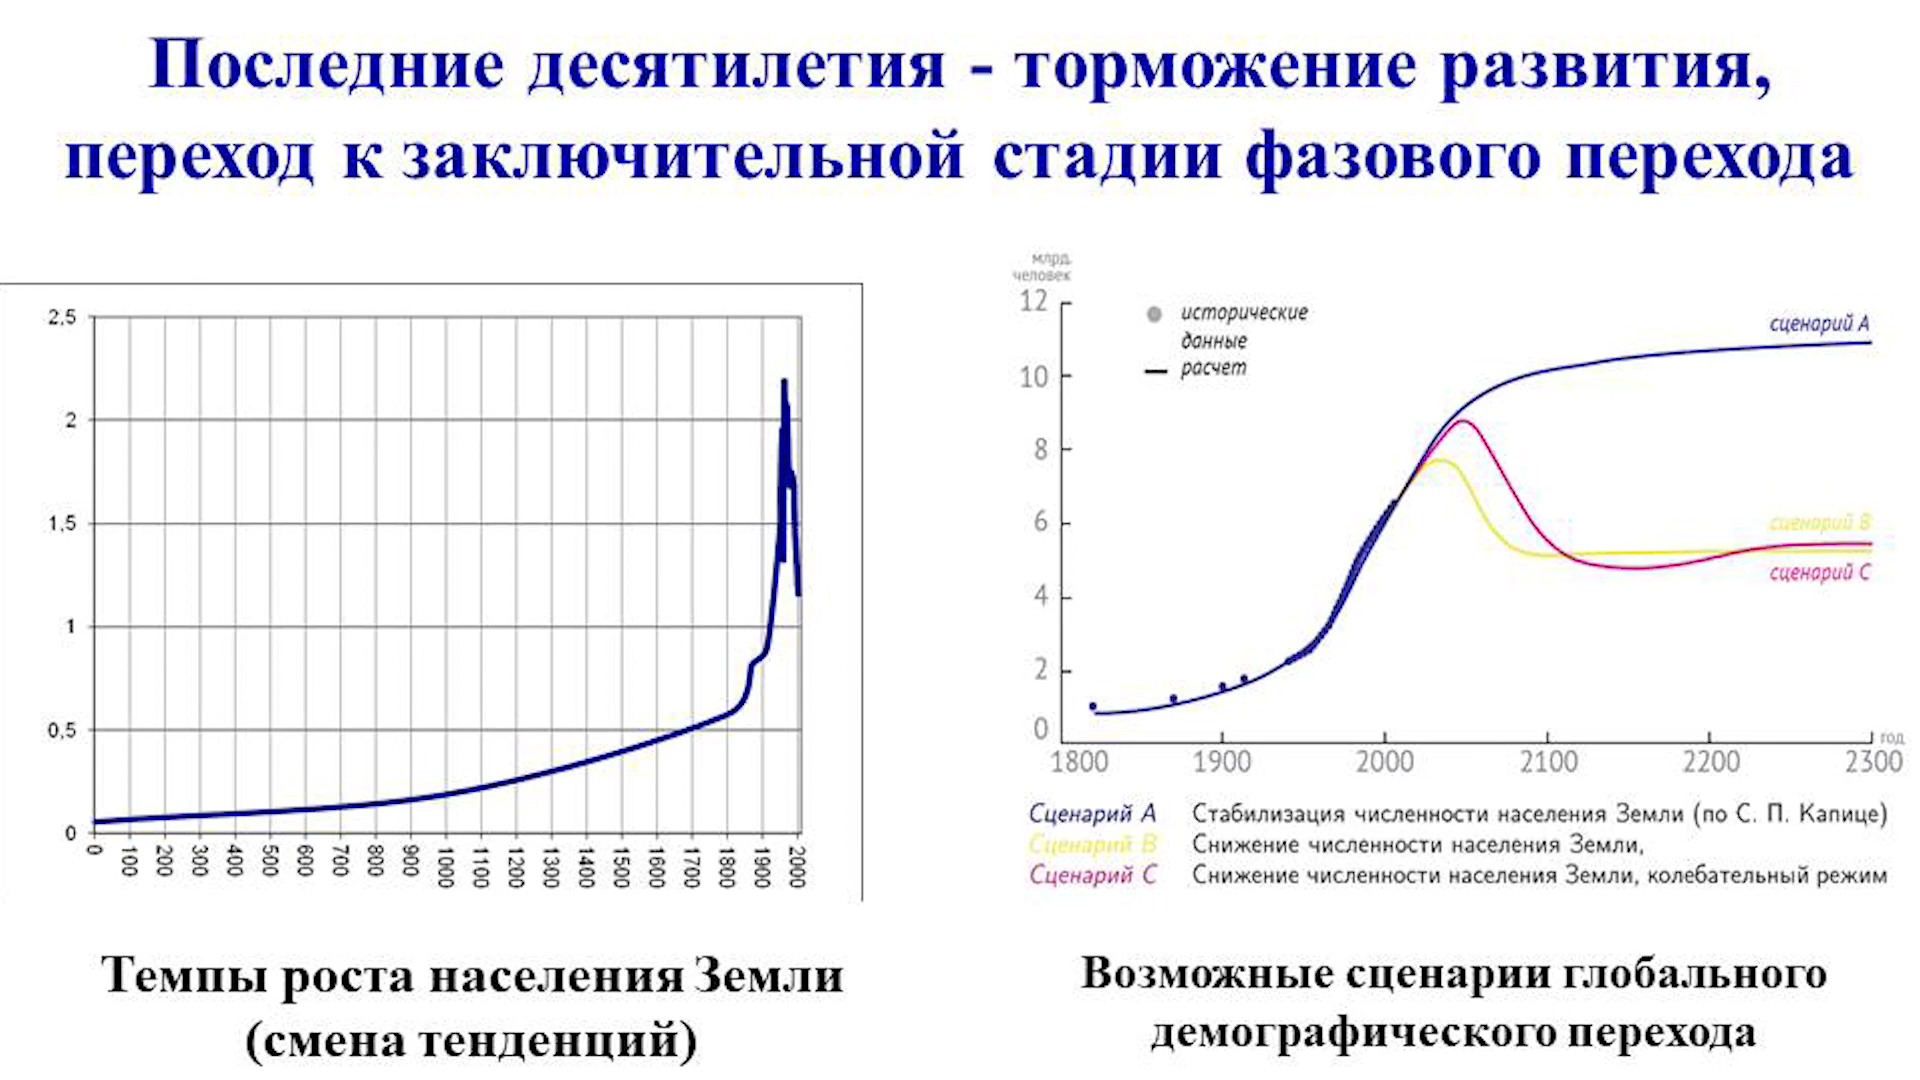 Последние десятилетия - торможение развития,
переход к заключительной стадии фазового перехода
2,5
2
1,5
1
0,5
0
0 100 200 300 400 500 600 700 800 900 1000 1100 1200 1300 1400 1500 1600 1700 1800 1900 2000
Темпы роста населения Земли
(смена тенденций)
млрд.
человек
12
10
8
6
4
2
0
исторические
данные
расчет
сценарий А
сценарий В
сценарий С
год
1800 1900 2000 2100 2200 2300
Сценарий А Стабилизация численности населения Земли (по С. П. Капице)
Сценарий В Снижение численности населения Земли,
Сценарий С Снижение численности населения Земли, колебательный режим
Возможные сценарии глобального
демографического перехода